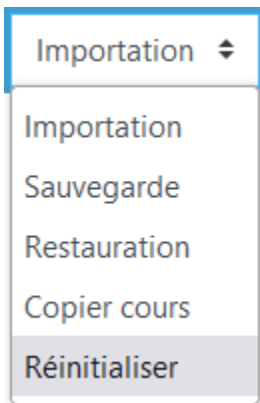 Importation
Importation
Sauvegarde
Restauration
Copier cours
Réinitialiser